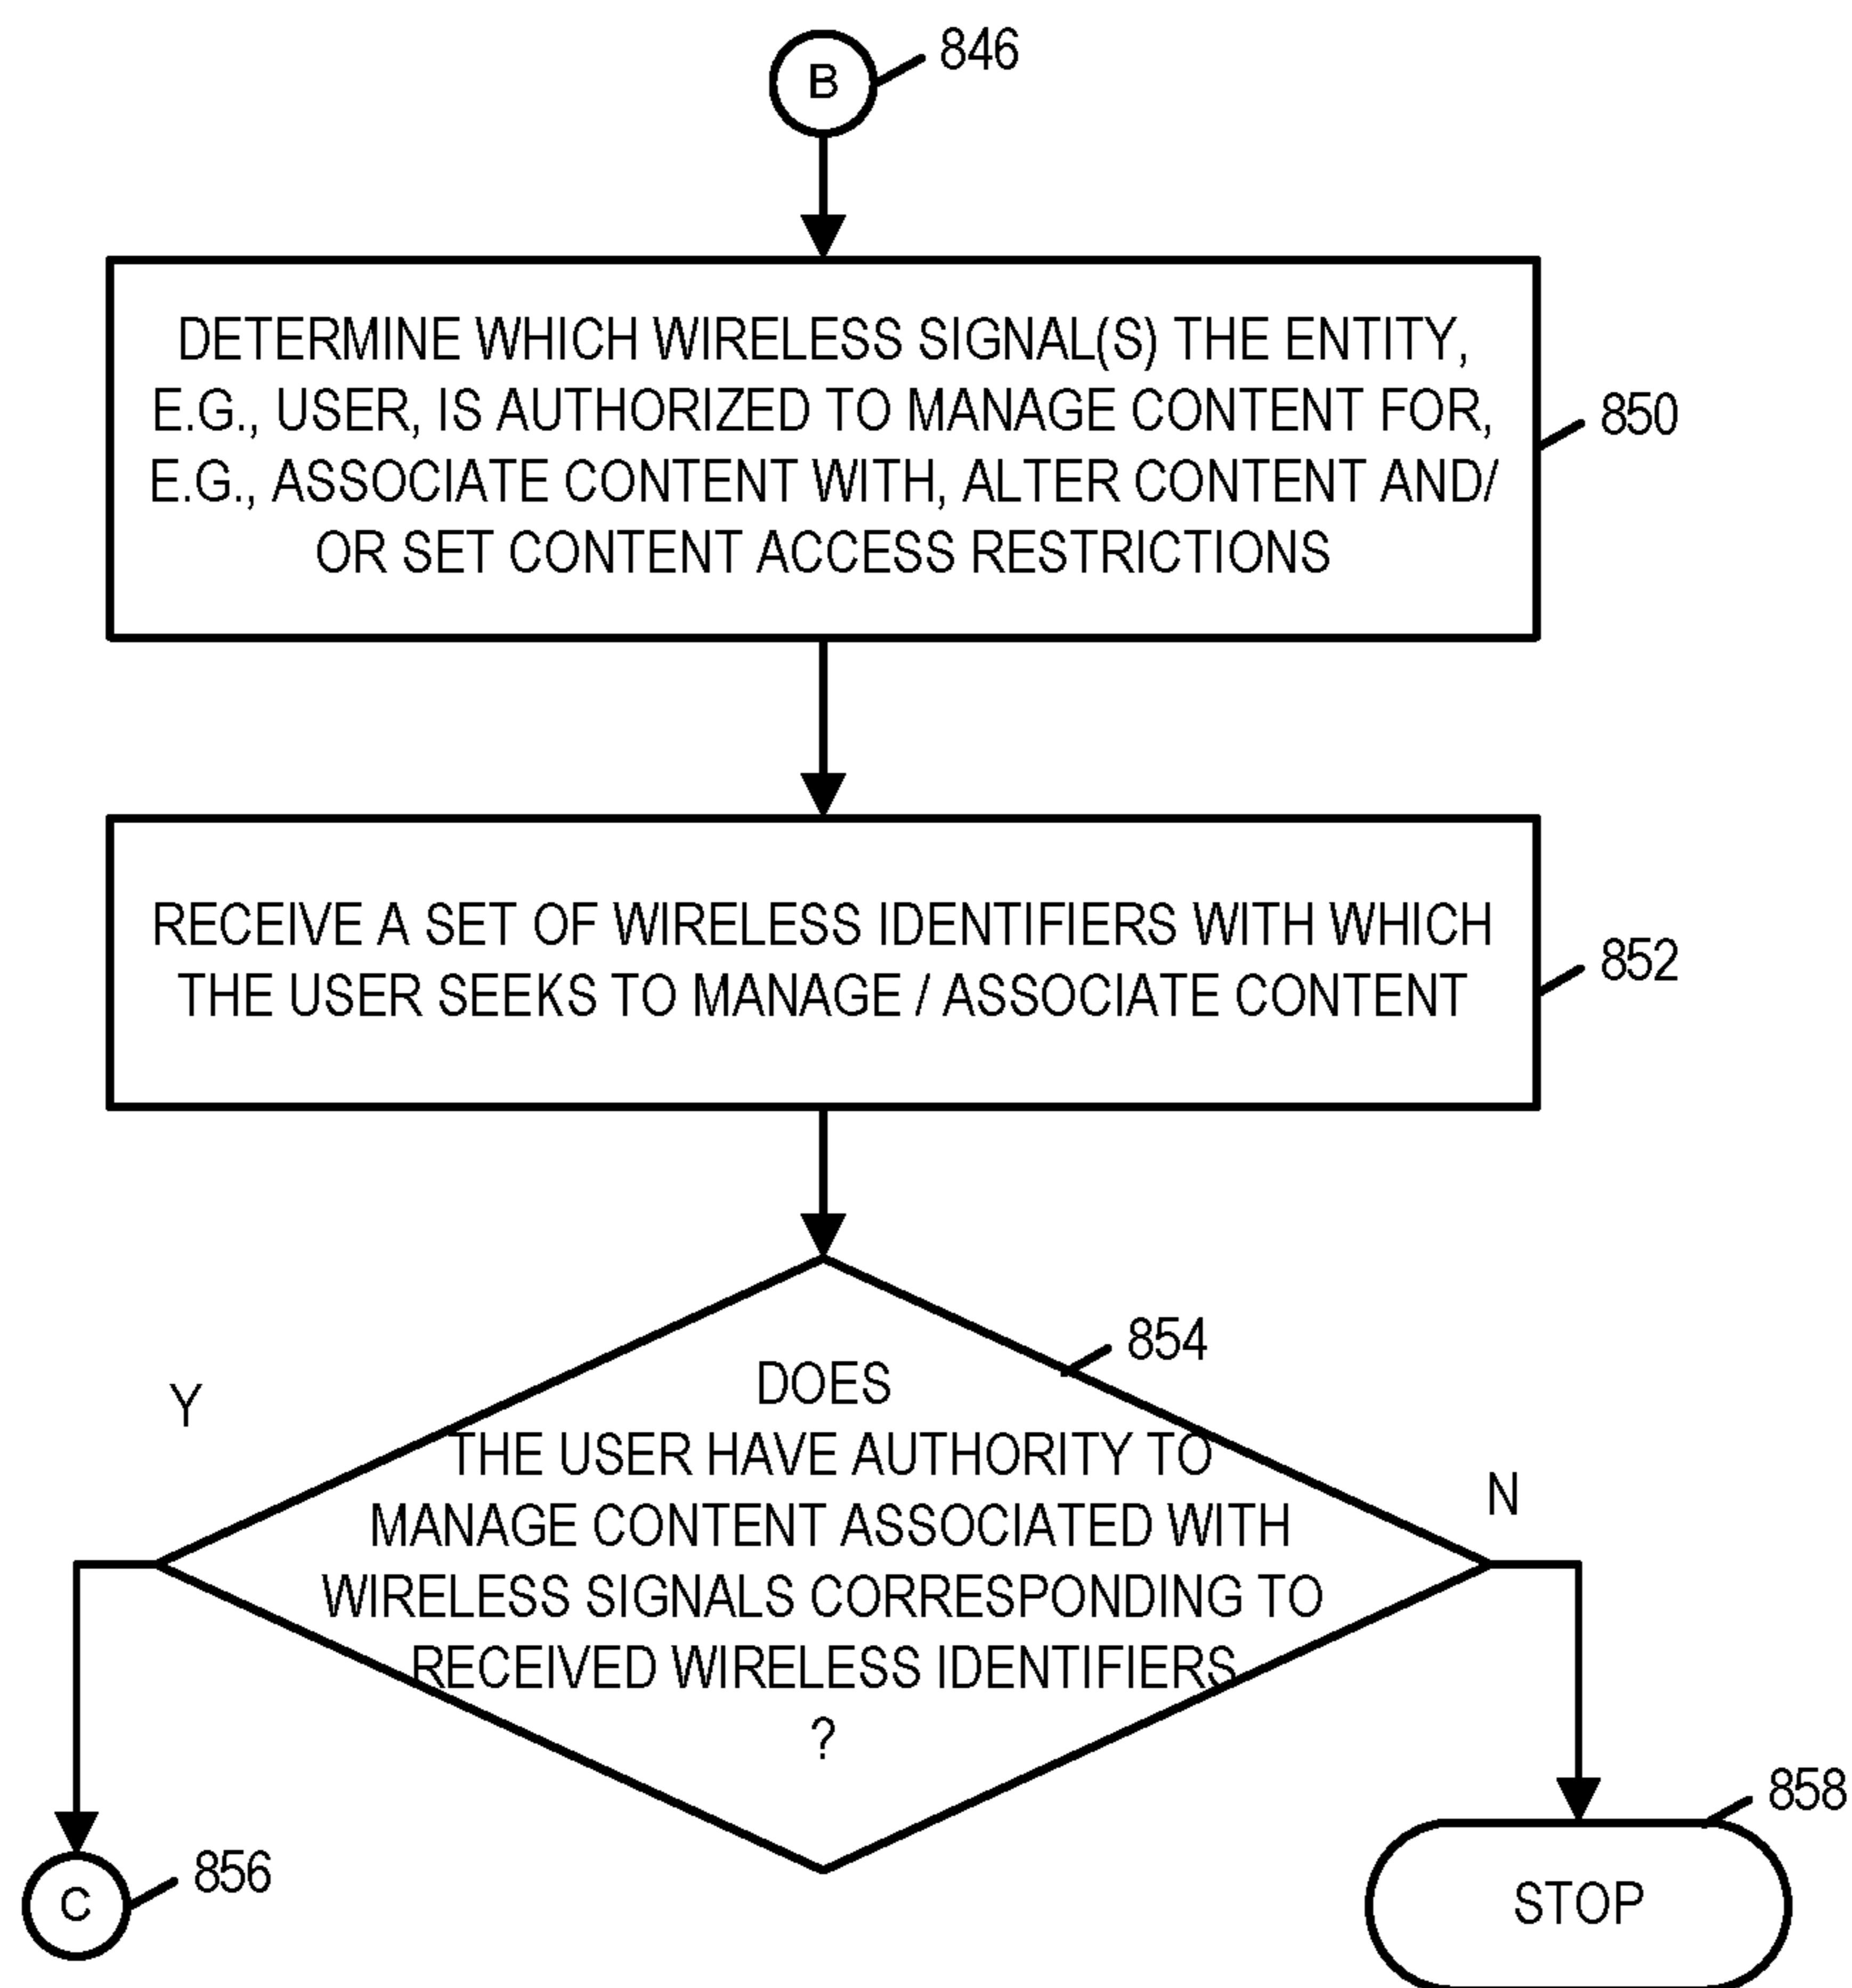 B
846
DETERMINE WHICH WIRELESS SIGNAL(S) THE ENTITY,
E.G., USER, IS AUTHORIZED TO MANAGE CONTENT FOR,
E.G., ASSOCIATE CONTENT WITH, ALTER CONTENT AND/
OR SET CONTENT ACCESS RESTRICTIONS
850
RECEIVE A SET OF WIRELESS IDENTIFIERS WITH WHICH
THE USER SEEKS TO MANAGE / ASSOCIATE CONTENT
852
854
DOES
THE USER HAVE AUTHORITY TO
MANAGE CONTENT ASSOCIATED WITH
WIRELESS SIGNALS CORRESPONDING TO
RECEIVED WIRELESS IDENTIFIERS
?
Y
N
C
856
STOP
858